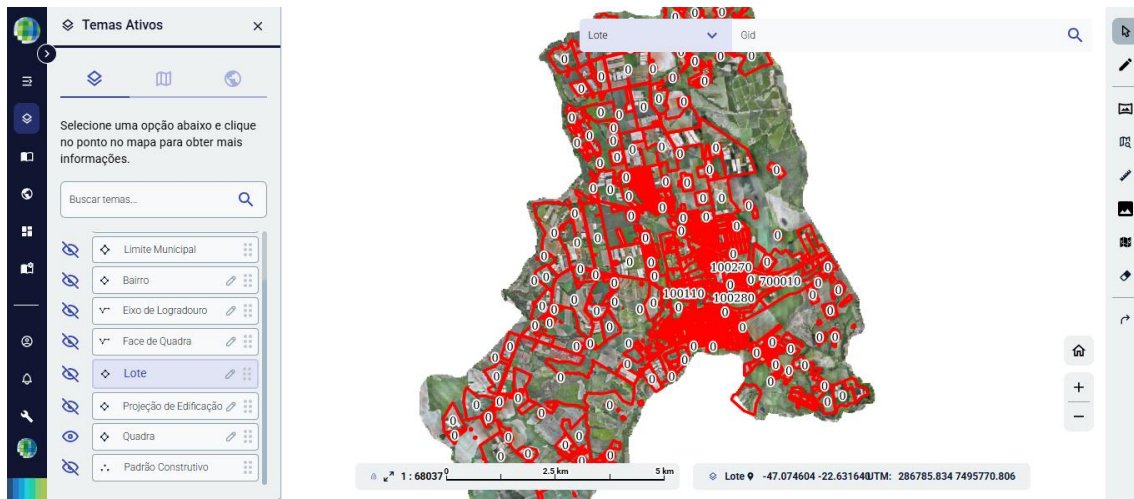 Temas Ativos
Selecione uma opção abaixo e clique
no ponto no mapa para obter mais
informações.
Buscar temas...
Limite Municipal
Bairro
Eixo de Logradouro
Face de Quadra
Lote
Projeção de Edificação
Quadra
Padrão Construtivo
Lote
Gid
100270
700010
100110
100280
1 : 68037
0
2.5 km
5 km
Lote
-47.074604 -22.631640
UTM: 286785.834 7495770.806